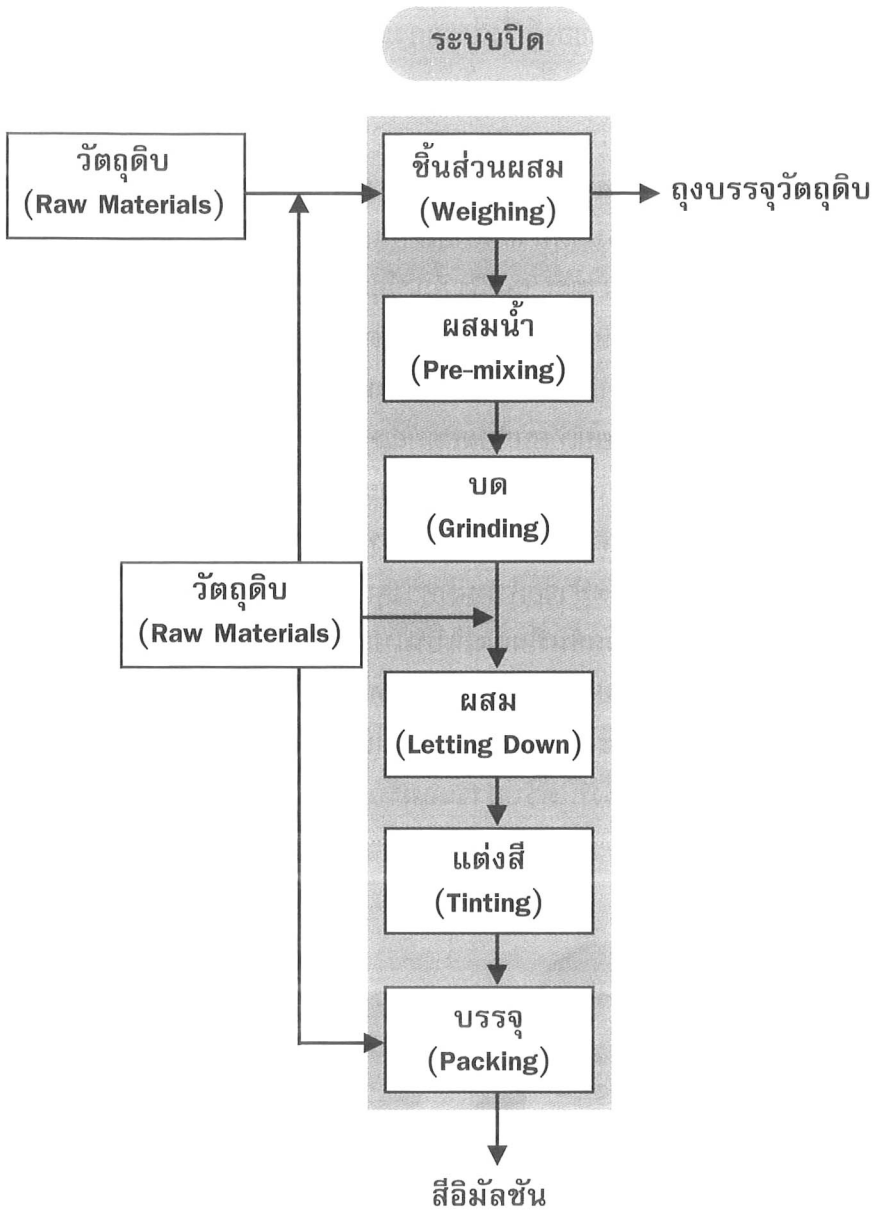 ระบบปิด
วัตถุดิบ
(Raw Materials)
ชิ้นส่วนผสม
(Weighing)
ถุงบรรจุวัตถุดิบ
ผสมน้ำ
(Pre-mixing)
บด
(Grinding)
วัตถุดิบ
(Raw Materials)
ผสม
(Letting Down)
แต่งสี
(Tinting)
บรรจุ
(Packing)
สีอิมัลชัน